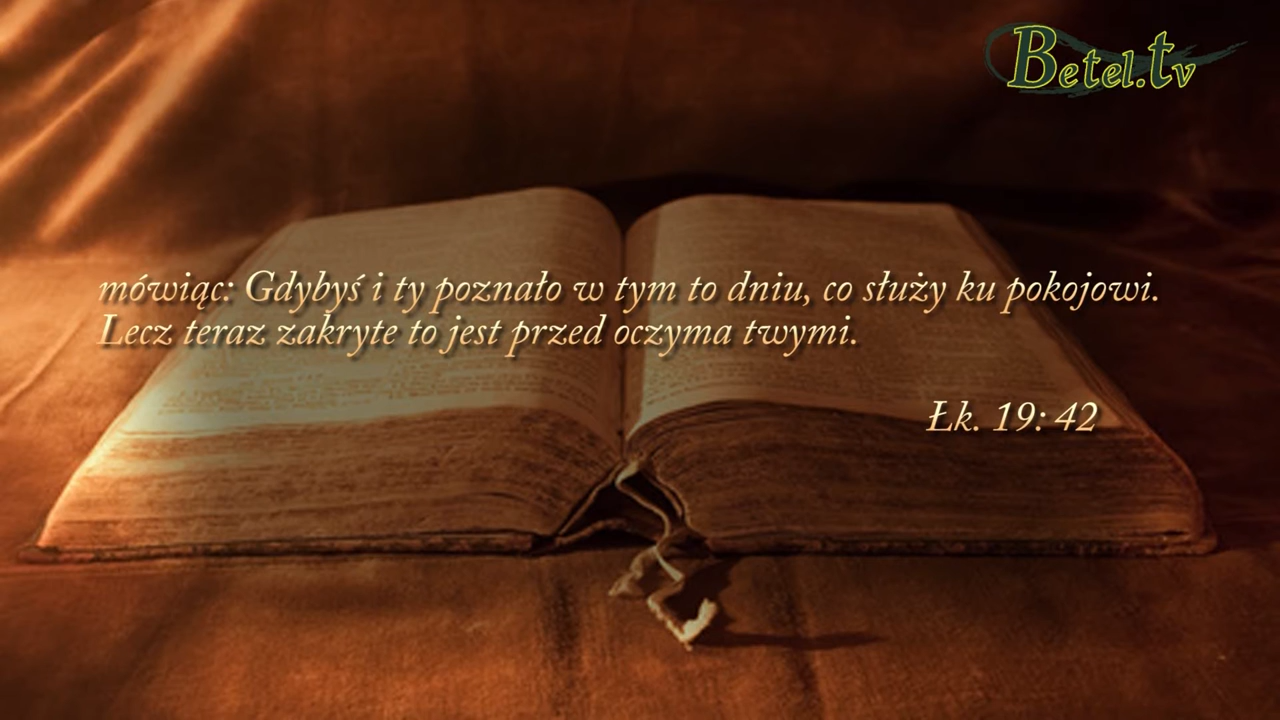 Betel.tv
mówiąc: Gdybyś i ty poznało w tym to dniu, co służy ku pokojowi.
Lecz teraz zakryte to jest przed oczyma twymi.
Łk. 19: 42